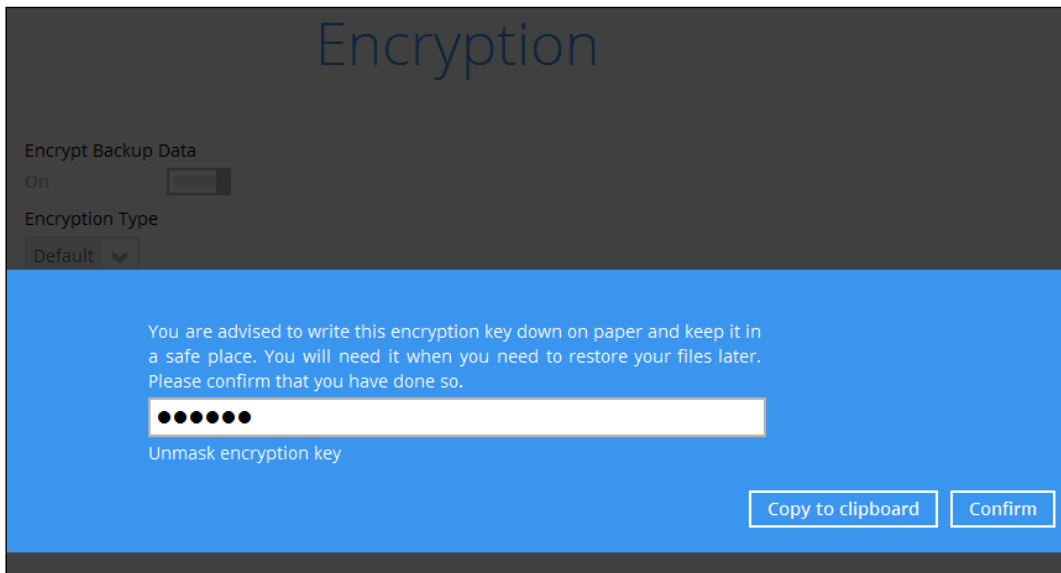 Encryption
Encrypt Backup Data
On
Encryption Type
Default
You are advised to write this encryption key down on paper and keep it in
a safe place. You will need it when you need to restore your files later.
Please confirm that you have done so.
●●●●●●
Unmask encryption key
Copy to clipboard
Confirm